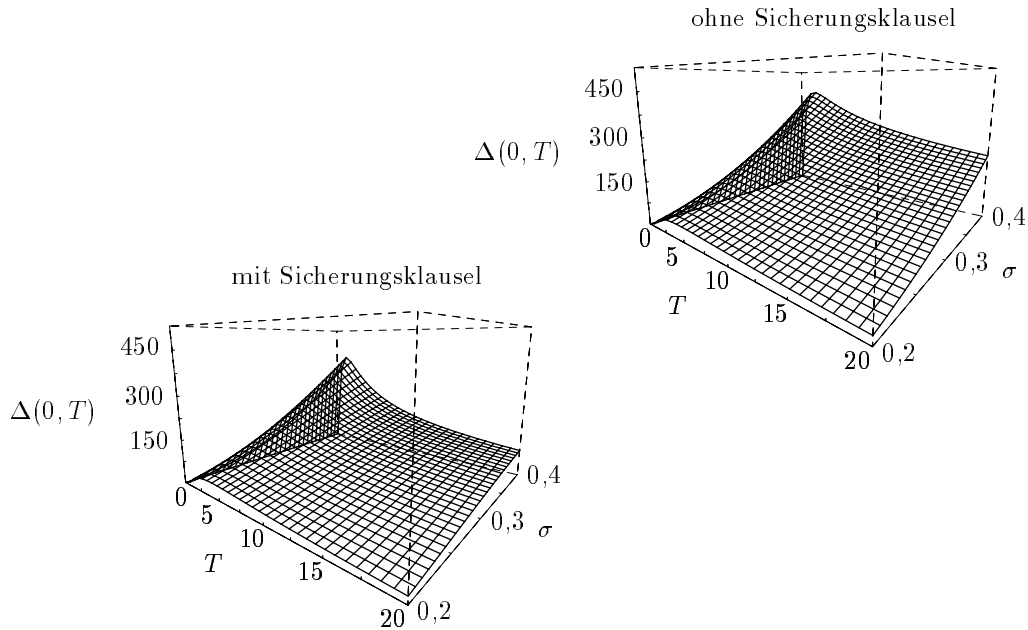 ohne Sicherungsklausel
450
300
Δ(0, T)
150
0
5
10
15
20
T
0,4
0,3
σ
0,2
mit Sicherungsklausel
450
300
Δ(0, T)
150
0
5
10
15
20
T
0,4
0,3
σ
0,2